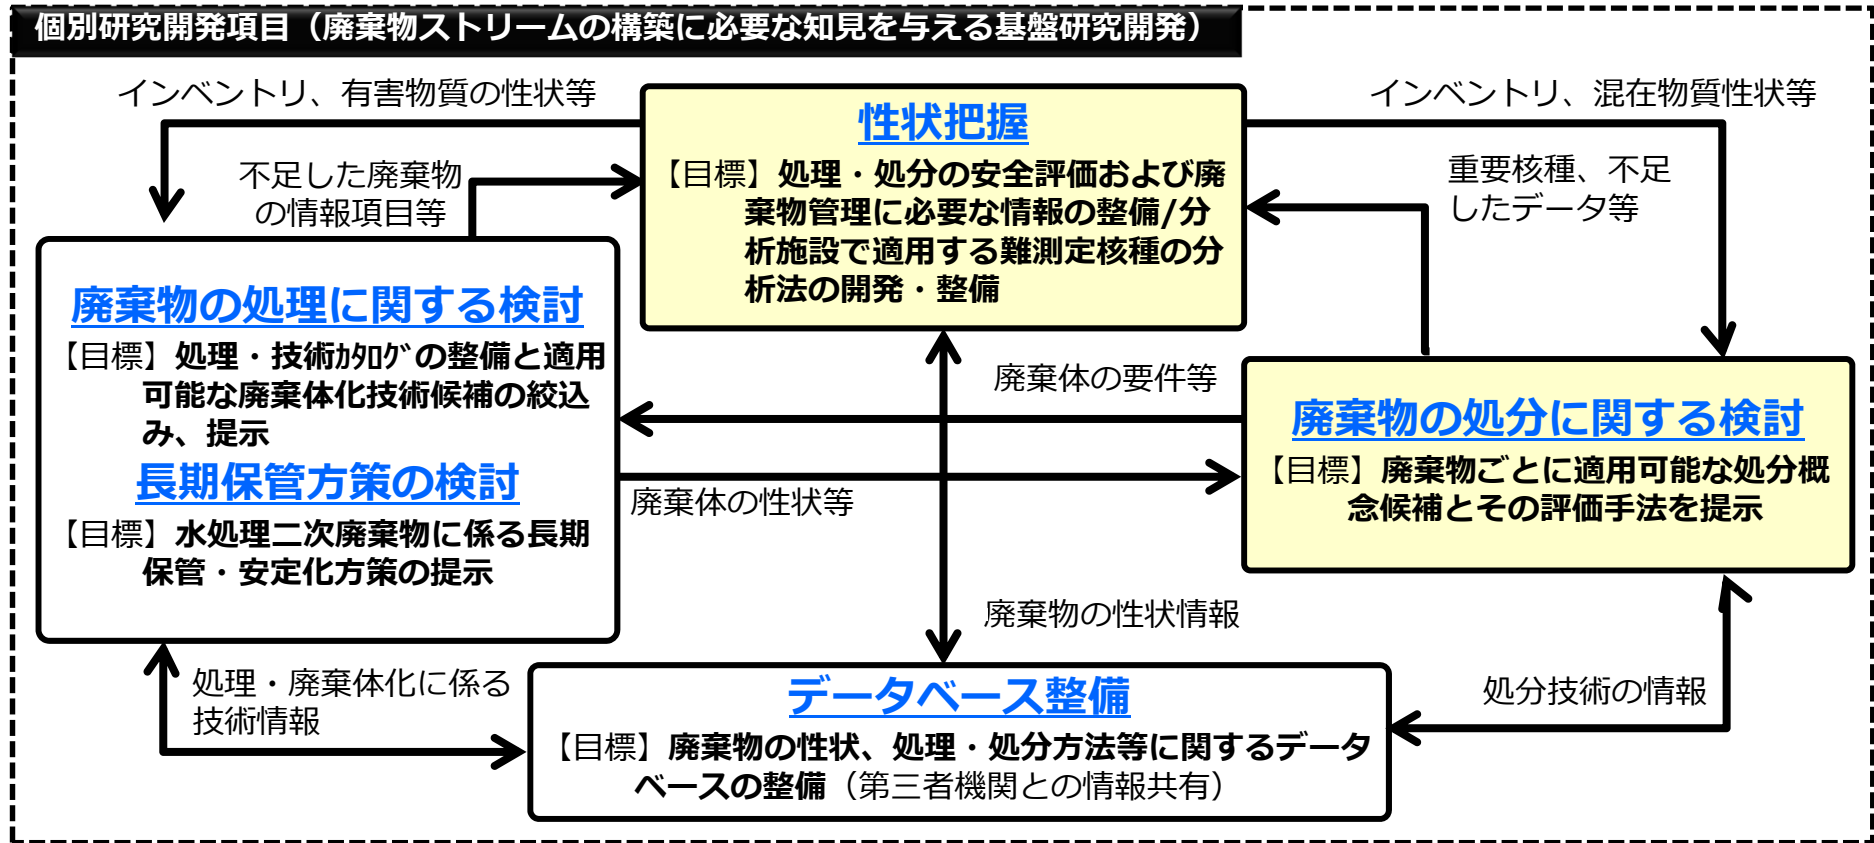 個別研究開発項目（廃棄物ストリームの構築に必要な知見を与える基盤研究開発）
インベントリ、有害物質の性状等
インベントリ、混在物質性状等
性状把握
【目標】処理・処分の安全評価および廃
棄物管理に必要な情報の整備/分
析施設で適用する難測定核種の分
析法の開発・整備
不足した廃棄物
の情報項目等
重要核種、不足
したデータ等
廃棄物の処理に関する検討
【目標】処理・技術ｶﾀﾛｸﾞの整備と適用
可能な廃棄体化技術候補の絞込
み、提示
長期保管方策の検討
【目標】水処理二次廃棄物に係る長期
保管・安定化方策の提示
廃棄体の要件等
廃棄体の性状等
廃棄物の処分に関する検討
【目標】廃棄物ごとに適用可能な処分概
念候補とその評価手法を提示
廃棄物の性状情報
処理・廃棄体化に係る
技術情報
処分技術の情報
データベース整備
【目標】廃棄物の性状、処理・処分方法等に関するデータ
ベースの整備（第三者機関との情報共有）